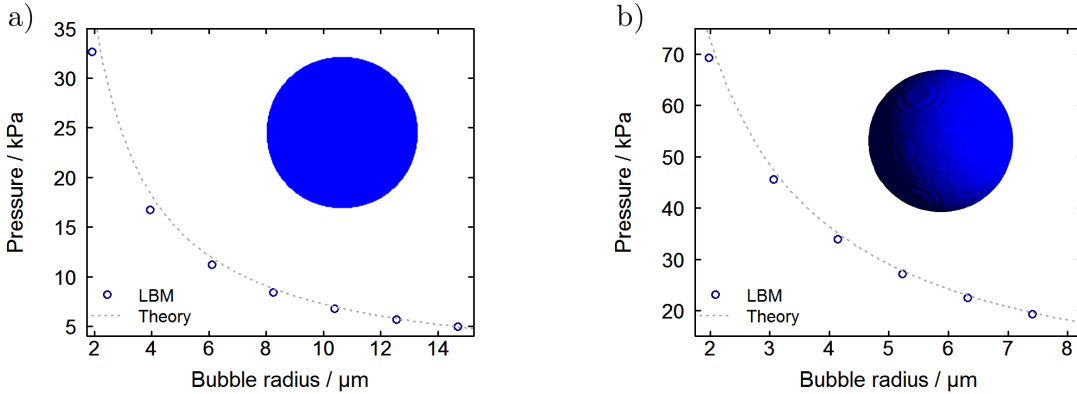 a)
Pressure / kPa
35
30
25
20
15
10
5
2 4 6 8 10 12 14
Bubble radius / µm
LBM
Theory
b)
Pressure / kPa
70
60
50
40
30
20
2 3 4 5 6 7 8
Bubble radius / µm
LBM
Theory